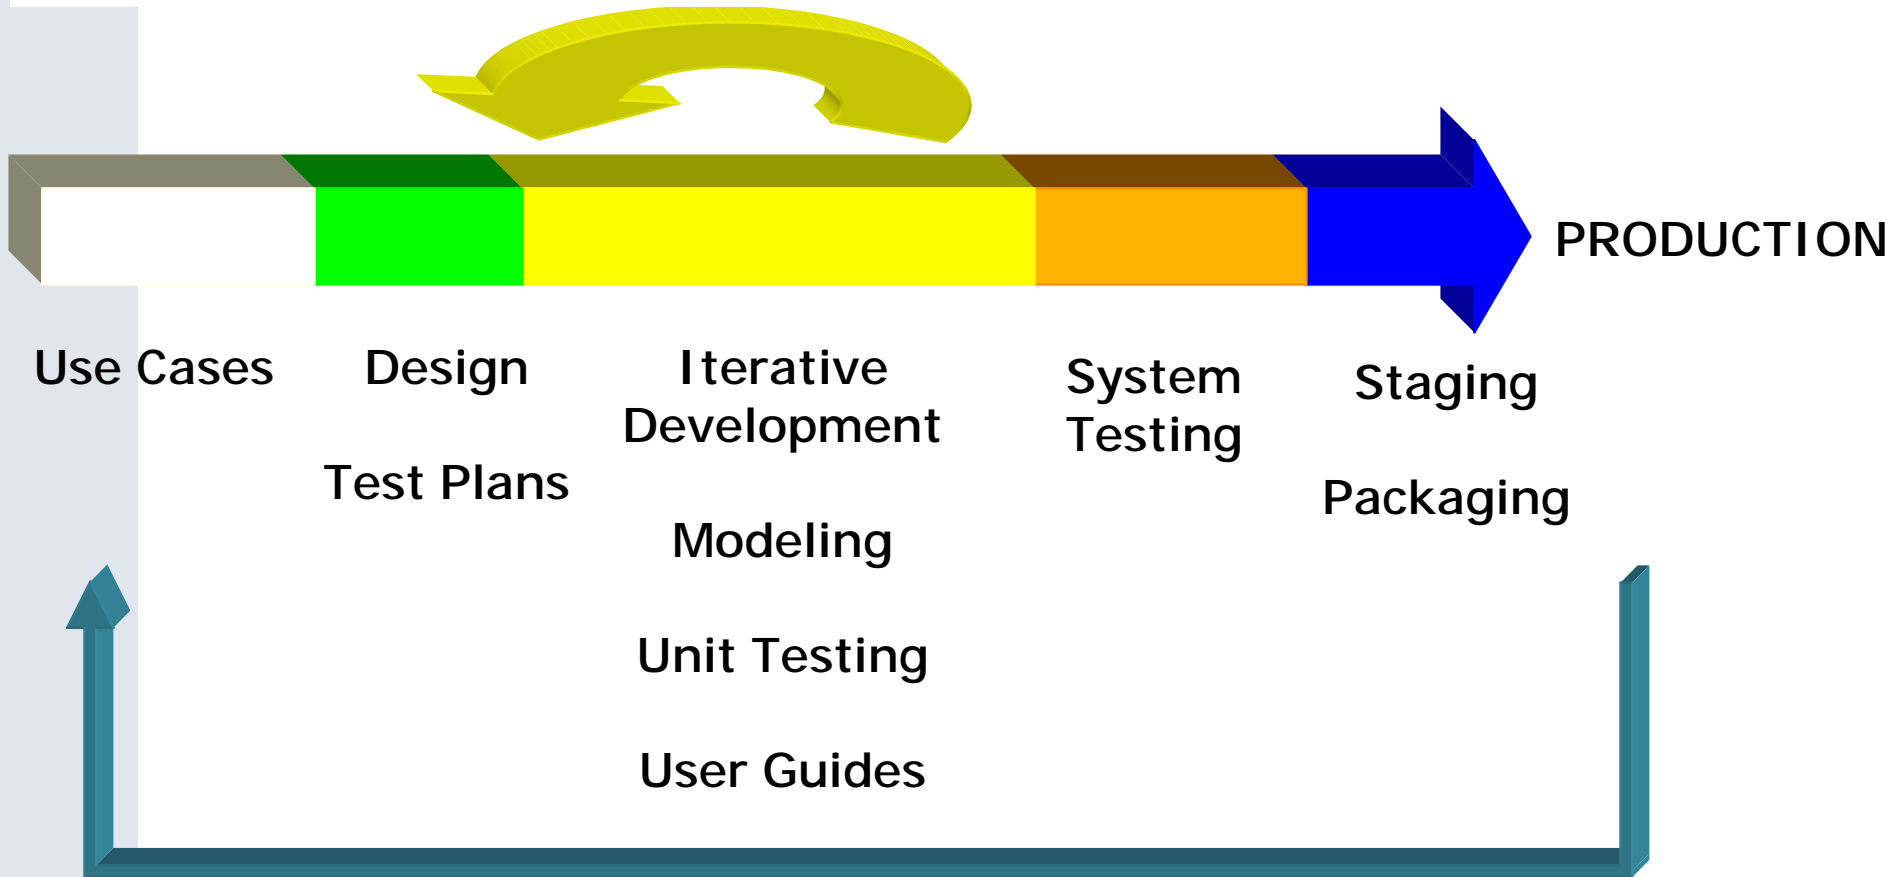 PRODUCTION
Use Cases
Design
Test Plans
Iterative
Development
Modeling
Unit Testing
User Guides
System
Testing
Staging
Packaging